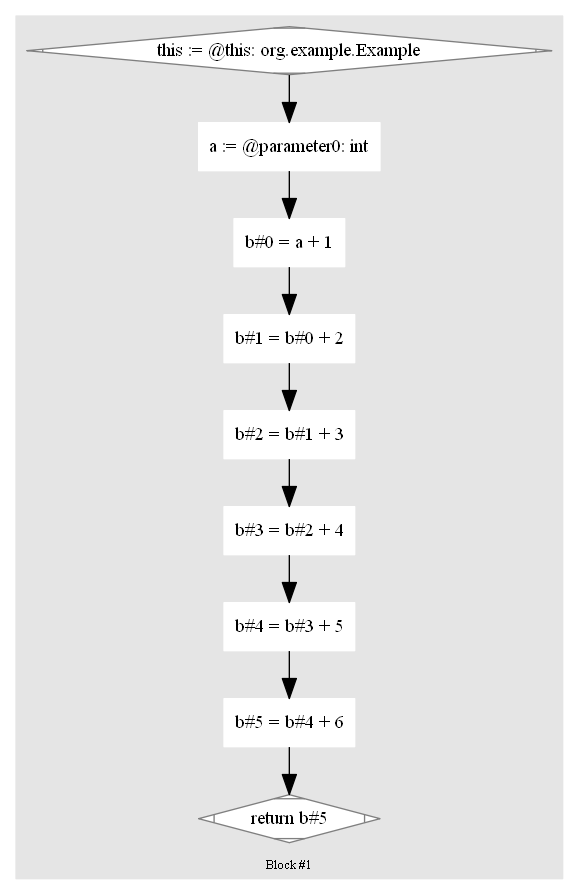 this := @this: org.example.Example
a := @parameter0: int
b#0 = a + 1
b#1 = b#0 + 2
b#2 = b#1 + 3
b#3 = b#2 + 4
b#4 = b#3 + 5
b#5 = b#4 + 6
return b#5
Block #1